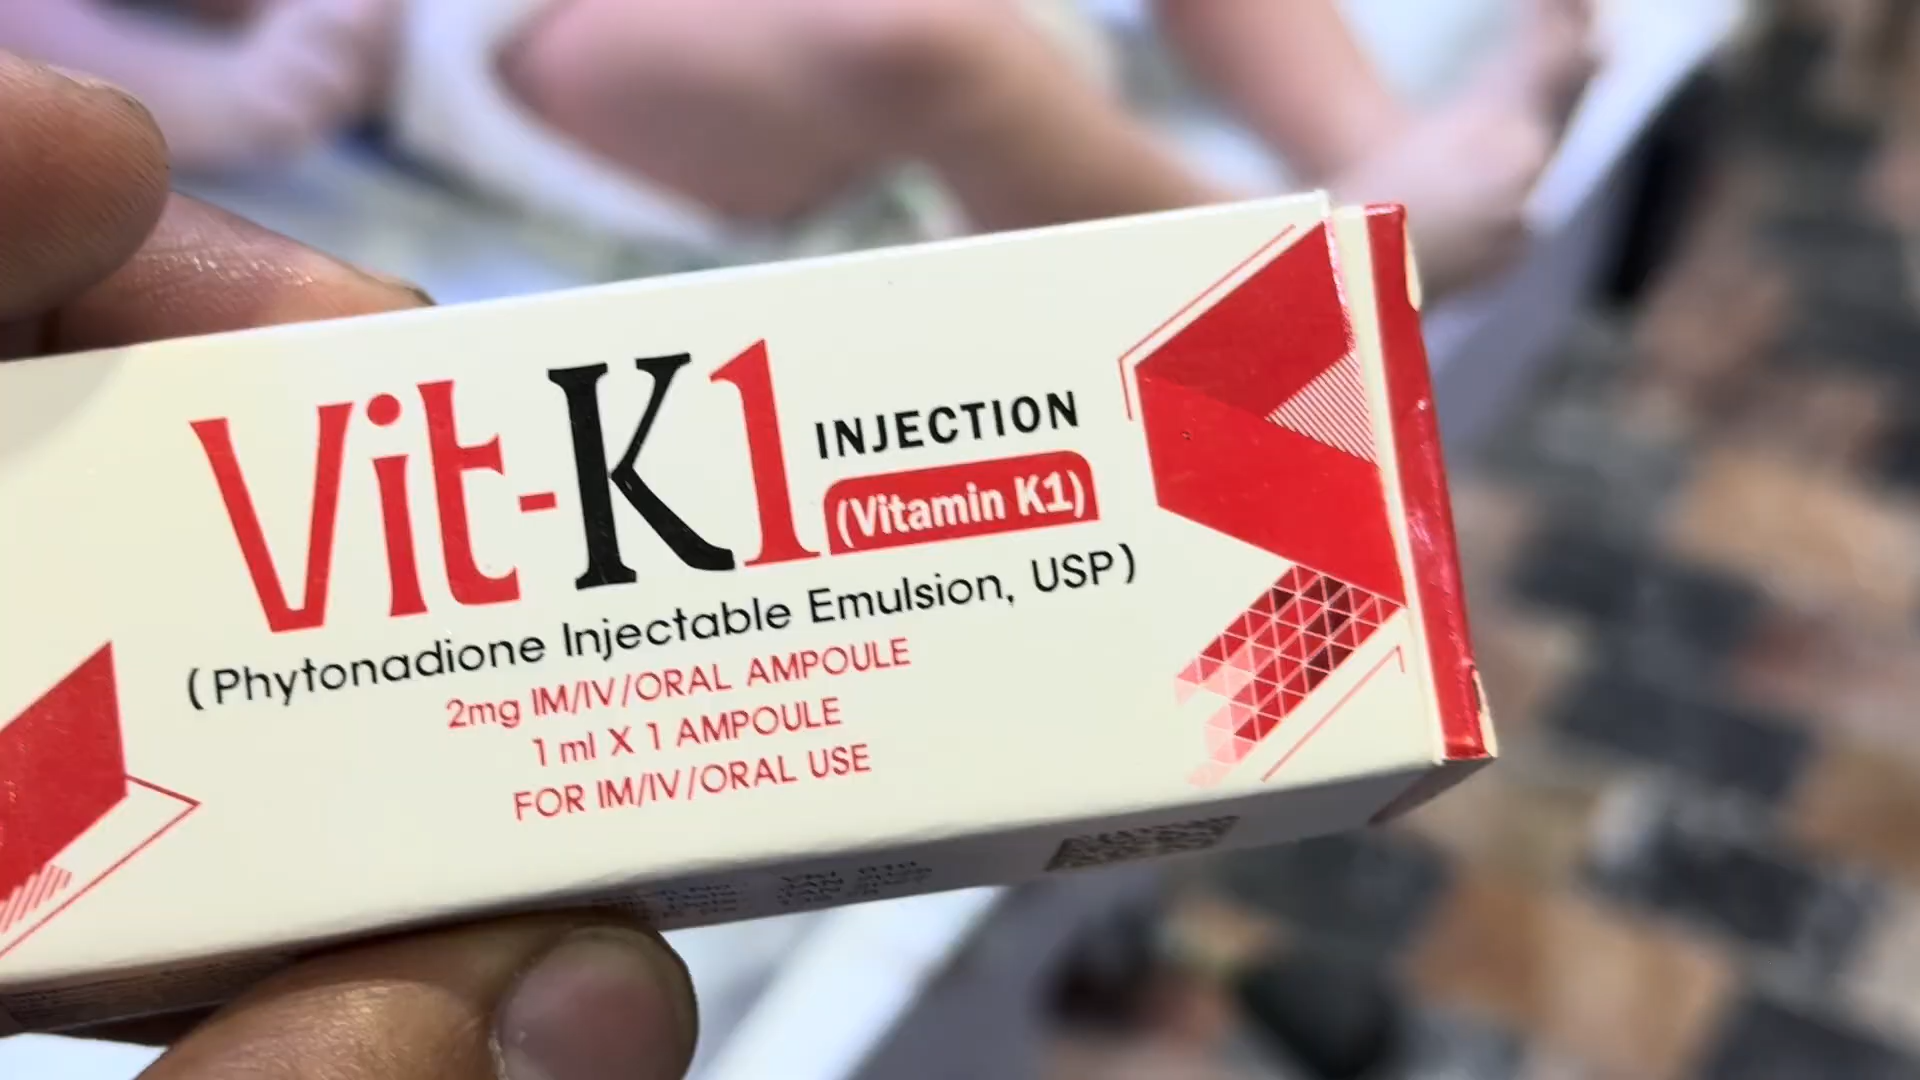 Vit-K1 INJECTION
(Vitamin K1)
(Phytonadione Injectable Emulsion, USP)
2mg IM/IV/ORAL AMPOULE
1 ml X 1 AMPOULE
FOR IM/IV/ORAL USE